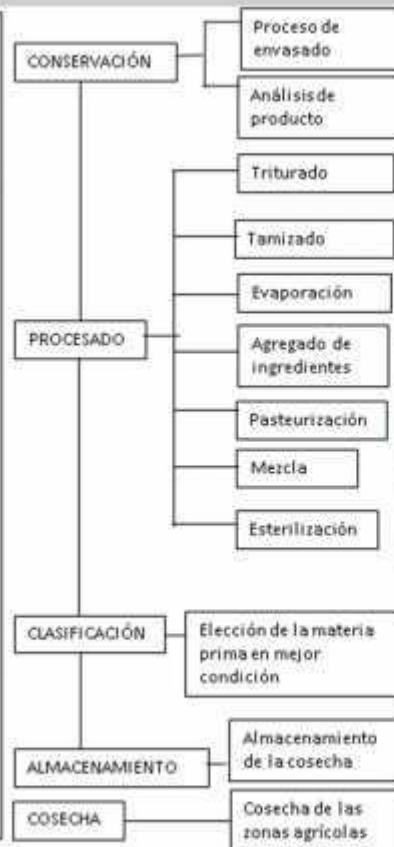 CONSERVACIÓN
Proceso de
envasado
Análisis de
producto
PROCESADO
Triturado
Tamizado
Evaporación
Agregado de
ingredientes
Pasteurización
Mezcla
Esterilización
CLASIFICACIÓN
Elección de la materia
prima en mejor
condición
ALMACENAMIENTO
Almacenamiento
de la cosecha
COSECHA
Cosecha de las
zonas agrícolas